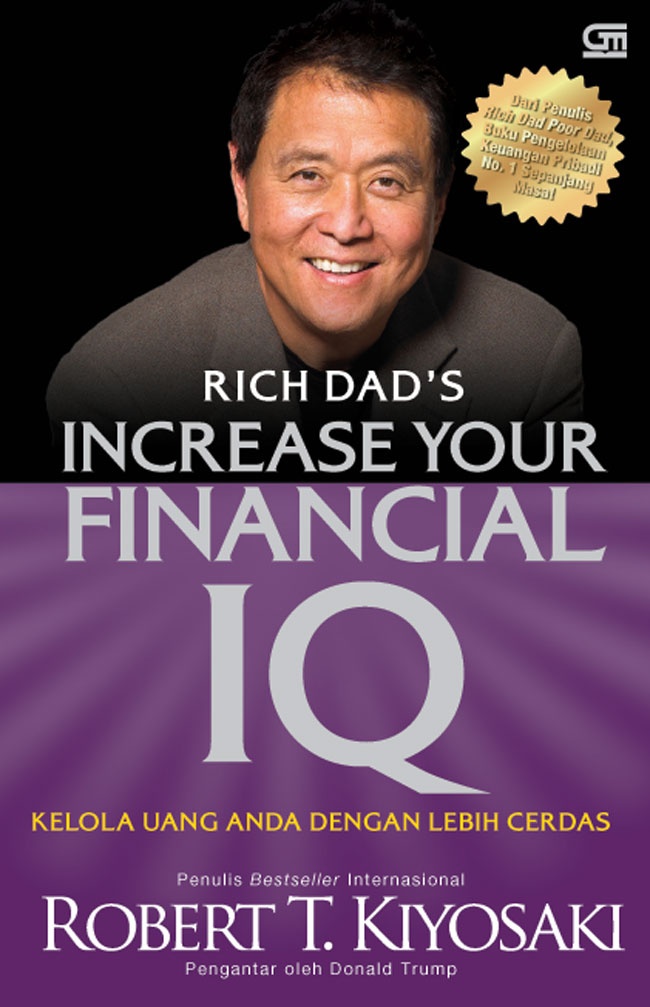 GM
Dari Penulis
Rich Dad Poor Dad,
Buku Pengelolaan
Keuangan Pribadi
No. 1 Sepanjang
Masa!
RICH DAD'S
INCREASE YOUR
FINANCIAL
IQ
KELOLA UANG ANDA DENGAN LEBIH CERDAS
Penulis Bestseller Internasional
ROBERT T. KIYOSAKI
Pengantar oleh Donald Trump